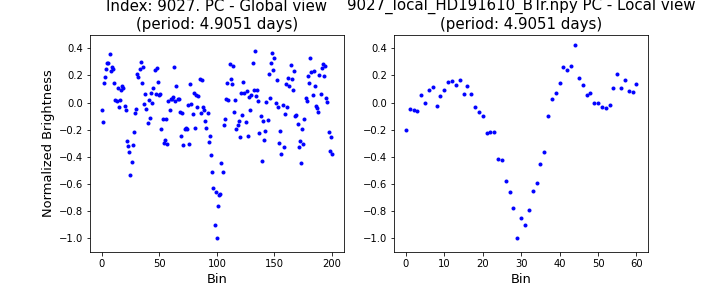 Index: 9027. PC - Global view
(period: 4.9051 days)
9027_local_HD191610_BTr.npy PC - Local view
(period: 4.9051 days)
Normalized Brightness
0.4
0.2
0.0
−0.2
−0.4
−0.6
−0.8
−1.0
0 50 100 150 200
Bin
0.4
0.2
0.0
−0.2
−0.4
−0.6
−0.8
−1.0
0 10 20 30 40 50 60
Bin